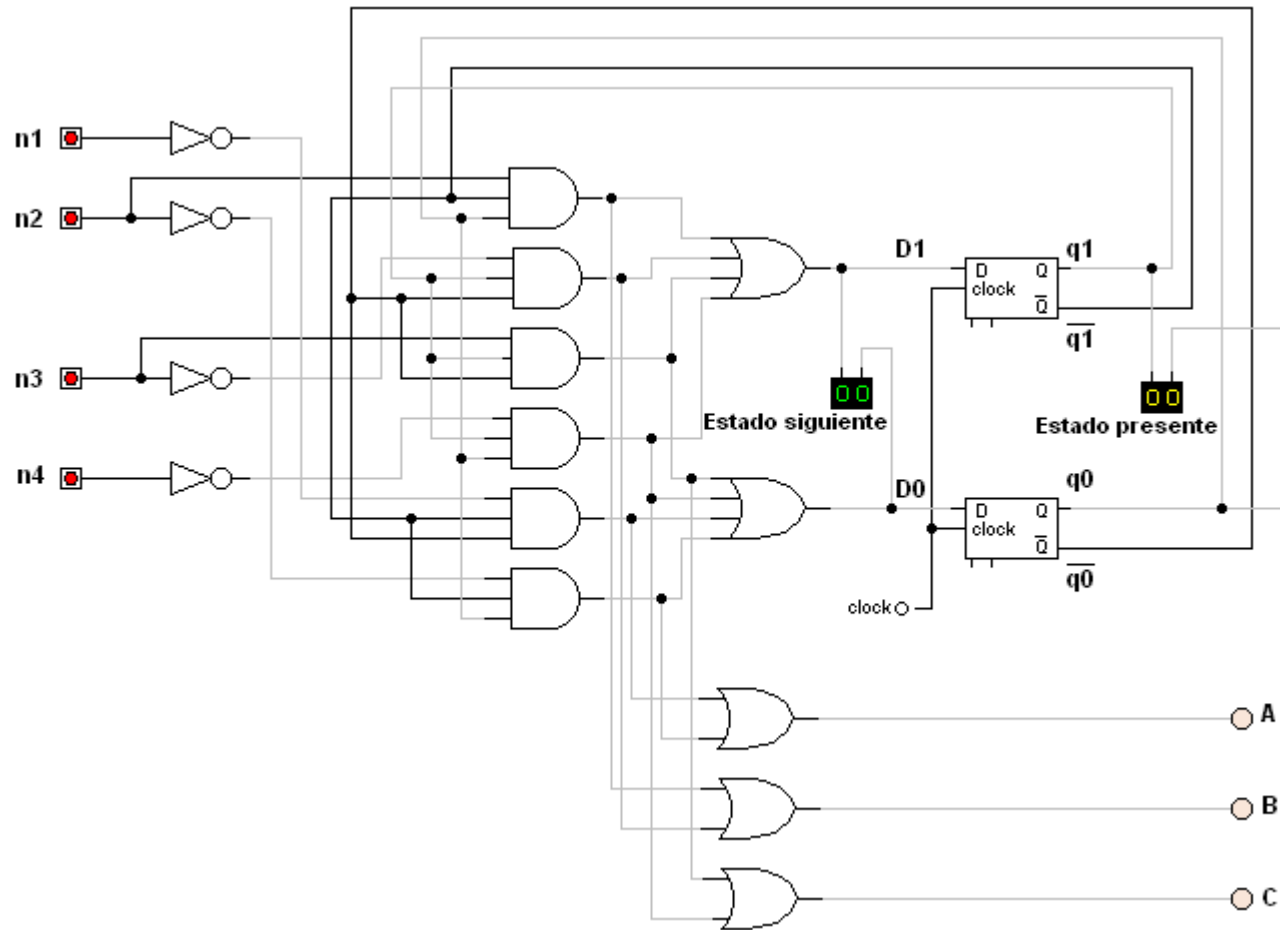 n1
n2
n3
n4
D1
D
clock
Q
Q
q1
q1
00
Estado siguiente
00
Estado presente
D0
D
clock
Q
Q
q0
q0
clock
A
B
C